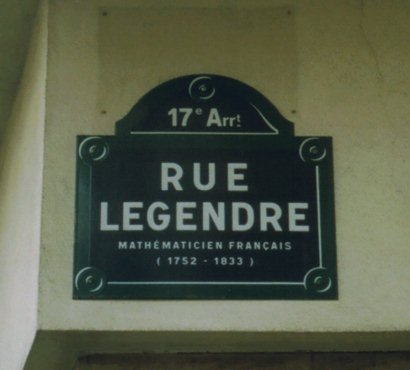 17e Arrt
RUE
LEGENDRE
MATHÉMATICIEN FRANÇAIS
( 1752 - 1833 )